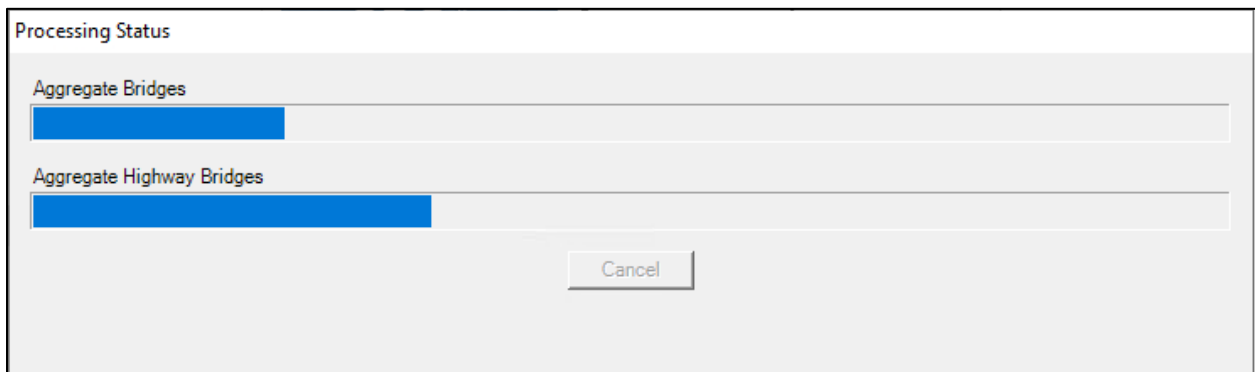 Processing Status
Aggregate Bridges
Aggregate Highway Bridges
Cancel